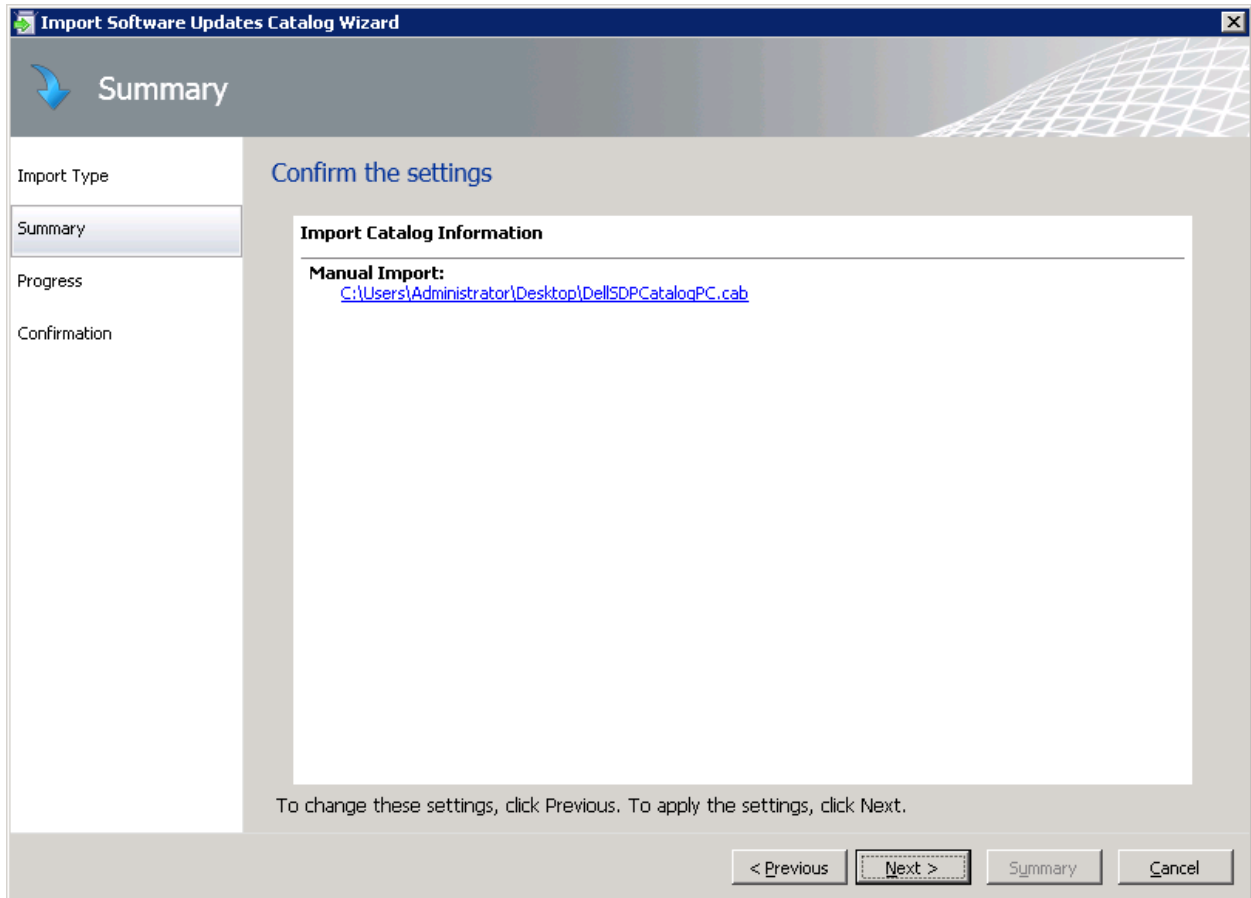 Import Software Updates Catalog Wizard
Summary
Import Type
Summary
Progress
Confirmation
Confirm the settings
Import Catalog Information
Manual Import:
C:\Users\Administrator\Desktop\DellSDPCatalogPC.cab
To change these settings, click Previous. To apply the settings, click Next.
< Previous
Next >
Summary
Cancel